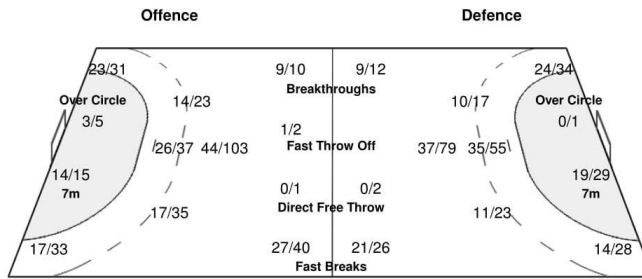 Offence Defence
23/31 9/10 9/12 24/34
Breakthroughs
Over Circle 14/23 10/17 Over Circle
3/5 1/2 0/1
26/37 44/103 Fast Throw Off 37/79 35/55
14/15 19/29
7m 0/1 0/2 7m
17/35 Direct Free Throw 11/23
17/33 27/40 21/26 14/28
Fast Breaks